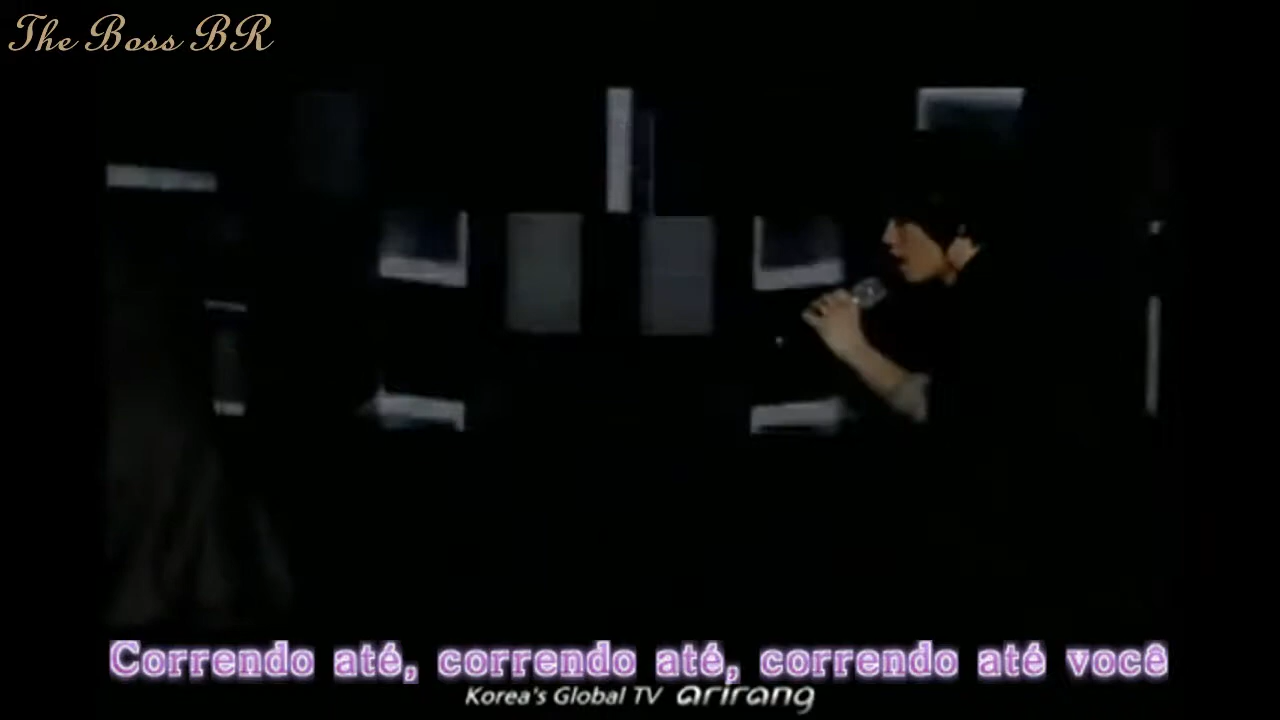 The Boss BR
Correndo até, correndo até, correndo até você
Korea's Global TV arirang